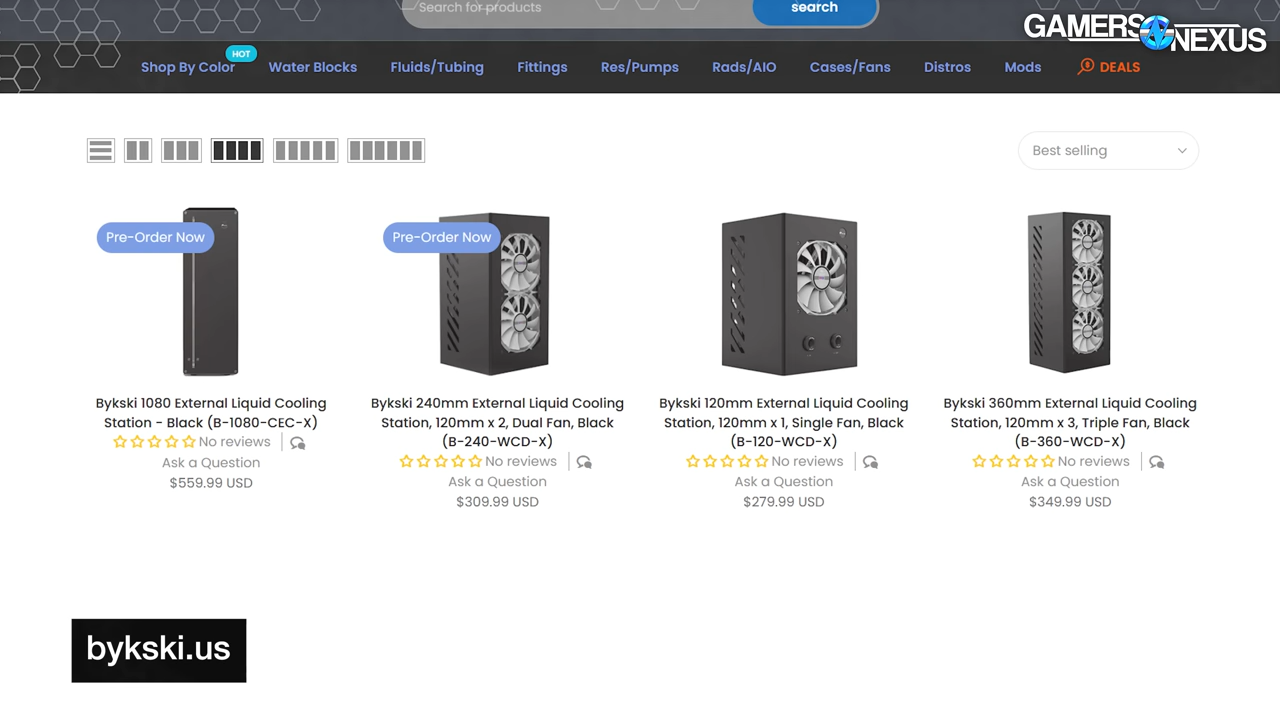 Search for products
search
GAMERS NEXUS
HOT
Shop By Color
Water Blocks
Fluids/Tubing
Fittings
Res/Pumps
Rads/AIO
Cases/Fans
Distros
Mods
DEALS
Best selling
Pre-Order Now
Bykski 1080 External Liquid Cooling
Station - Black (B-1080-CEC-X)
No reviews
Ask a Question
$559.99 USD
Pre-Order Now
Bykski 240mm External Liquid Cooling
Station, 120mm x 2, Dual Fan, Black
(B-240-WCD-X)
No reviews
Ask a Question
$309.99 USD
Bykski 120mm External Liquid Cooling
Station, 120mm x 1, Single Fan, Black
(B-120-WCD-X)
No reviews
Ask a Question
$279.99 USD
Bykski 360mm External Liquid Cooling
Station, 120mm x 3, Triple Fan, Black
(B-360-WCD-X)
No reviews
Ask a Question
$349.99 USD
bykski.us